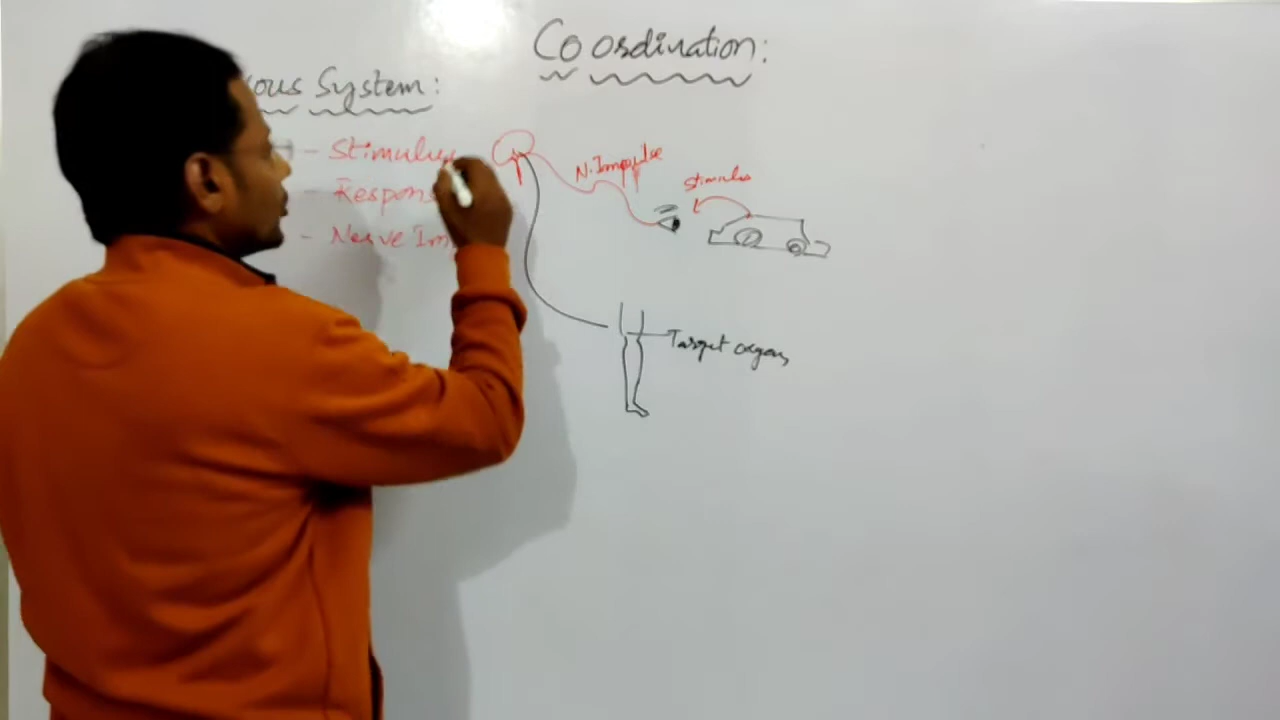 Coordination:
ous System:
- Stimulus
Respons
- Nerve Im
N. Impulse
Stimulus
Target organ